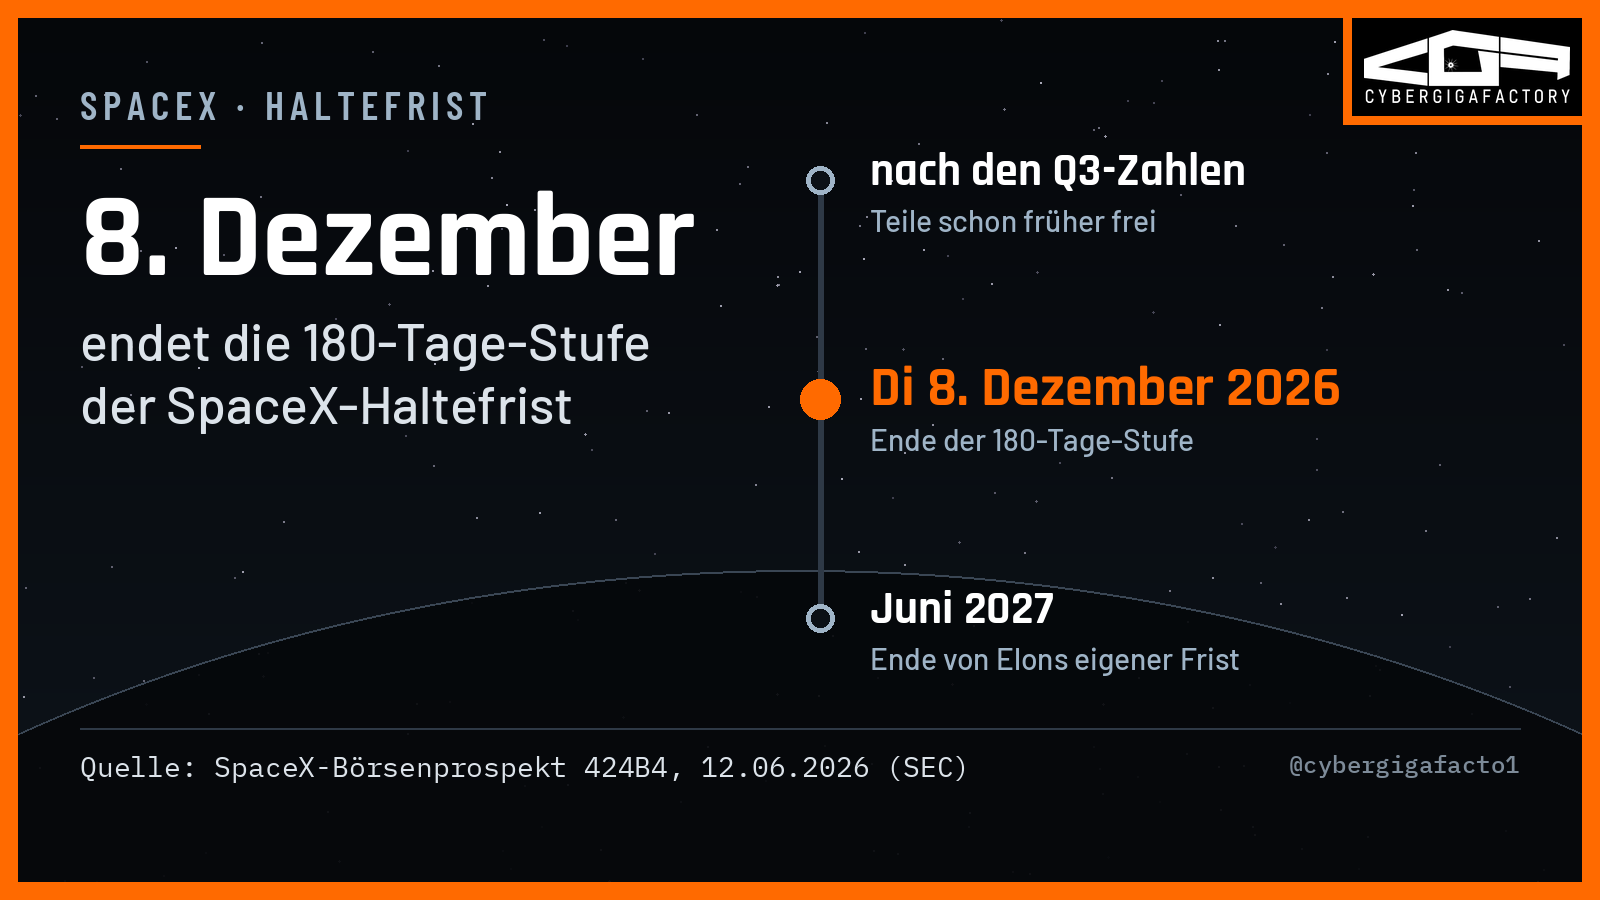 SPACEX · HALTEFRIST
8. Dezember
endet die 180-Tage-Stufe
der SpaceX-Haltefrist
CYBERGIGAFACTORY
nach den Q3-Zahlen
Teile schon früher frei
Di 8. Dezember 2026
Ende der 180-Tage-Stufe
Juni 2027
Ende von Elons eigener Frist
Quelle: SpaceX-Börsenprospekt 424B4, 12.06.2026 (SEC)
@cybergigafacto1